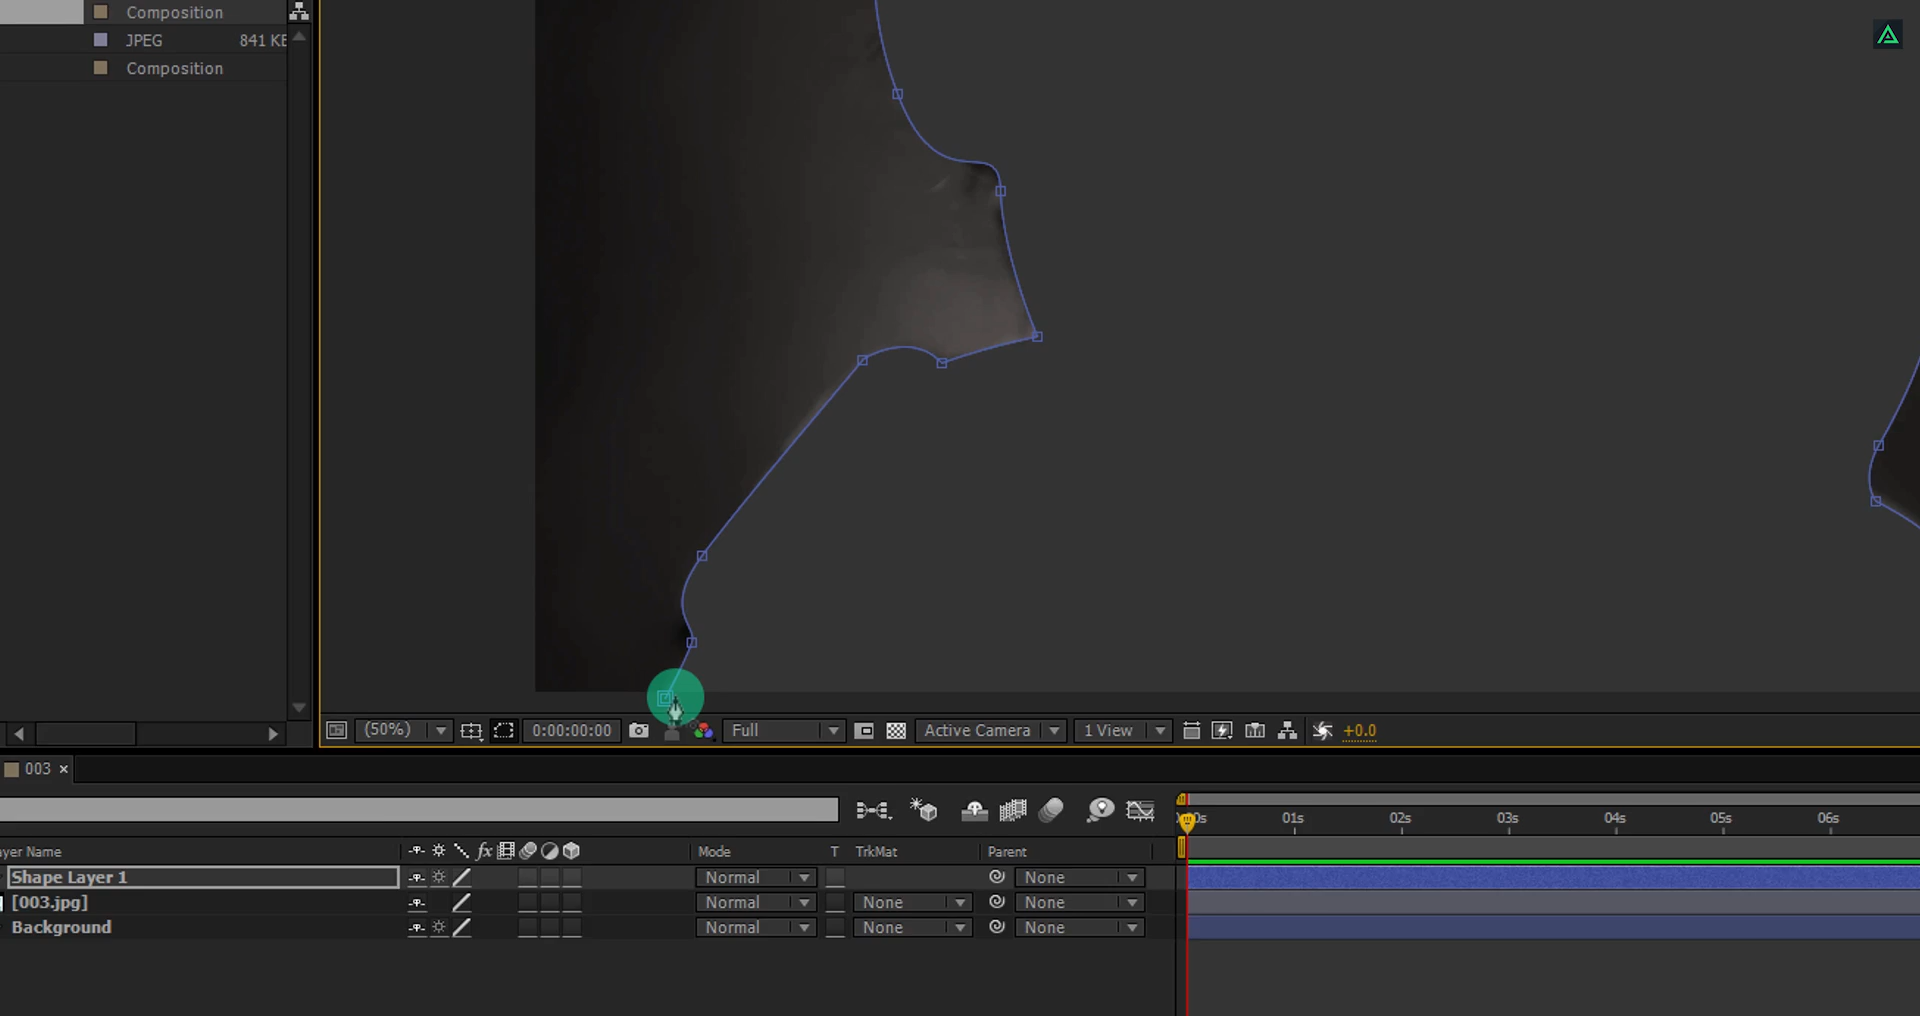 Composition
JPEG 841 KE
Composition
(50%) 0:00:00:00 Full Active Camera 1 View +0.0
003 ×
01s 02s 03s 04s 05s 06s
ayer Name fx Mode T TrkMat Parent
Shape Layer 1 Normal None
[003.jpg] Normal None None
Background Normal None None